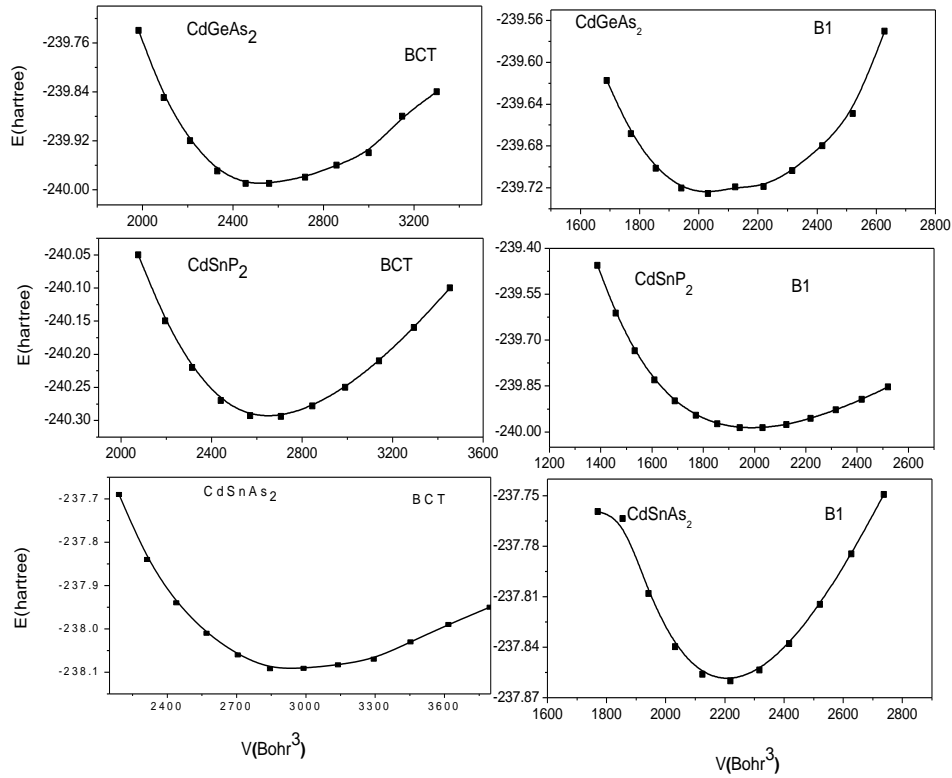 CdGeAs2
BCT
E(hartree)
-239.76
-239.84
-239.92
-240.00
2000 2400 2800 3200
CdGeAs2
B1
-239.56
-239.60
-239.64
-239.68
-239.72
1600 1800 2000 2200 2400 2600 2800
CdSnP2
BCT
E(hartree)
-240.05
-240.10
-240.15
-240.20
-240.25
-240.30
2000 2400 2800 3200 3600
CdSnP2
B1
-239.40
-239.55
-239.70
-239.85
-240.00
1200 1400 1600 1800 2000 2200 2400 2600
CdSnAs2
BCT
E(hartree)
-237.7
-237.8
-237.9
-238.0
-238.1
2400 2700 3000 3300 3600
V(Bohr3)
CdSnAs2
B1
-237.75
-237.78
-237.81
-237.84
-237.87
1600 2000 2400 2800
V(Bohr3)